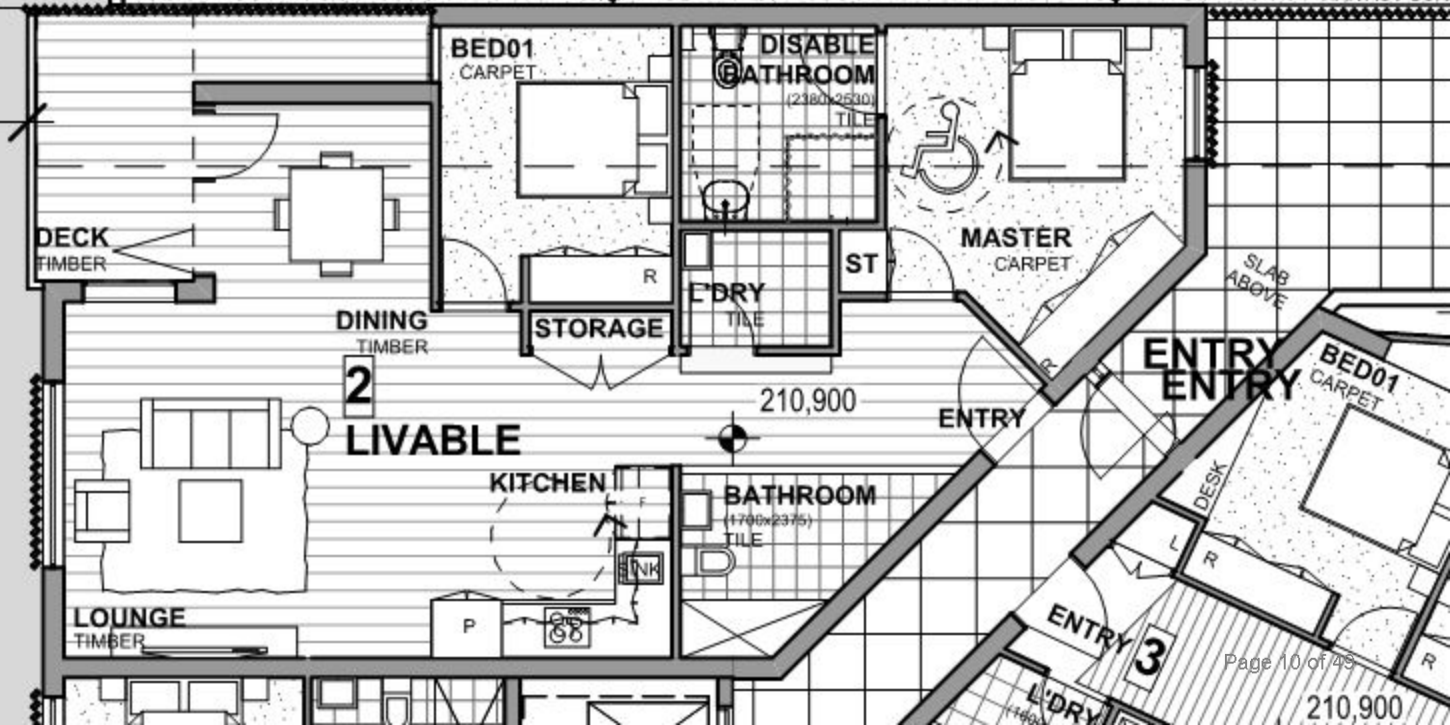 BED01
CARPET
DISABLE
BATHROOM
(2380x2530)
TILE
DECK
TIMBER
MASTER
CARPET
ST
R
L'DRY
TILE
SLAB
ABOVE
DINING
TIMBER
STORAGE
2
R
ENTRY
ENTRY
BED01
CARPET
210,900
ENTRY
LIVABLE
KITCHEN
F
BATHROOM
(1700x2375)
TILE
DESK
SINK
L
R
LOUNGE
TIMBER
P
ENTRY
3
Page 10 of 49
R
L'DRY
210,900